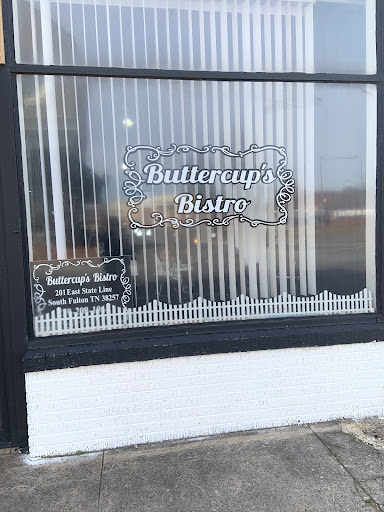 Buttercup's
Bistro
Buttercup's Bistro
201 East State Line
South Fulton TN 38257